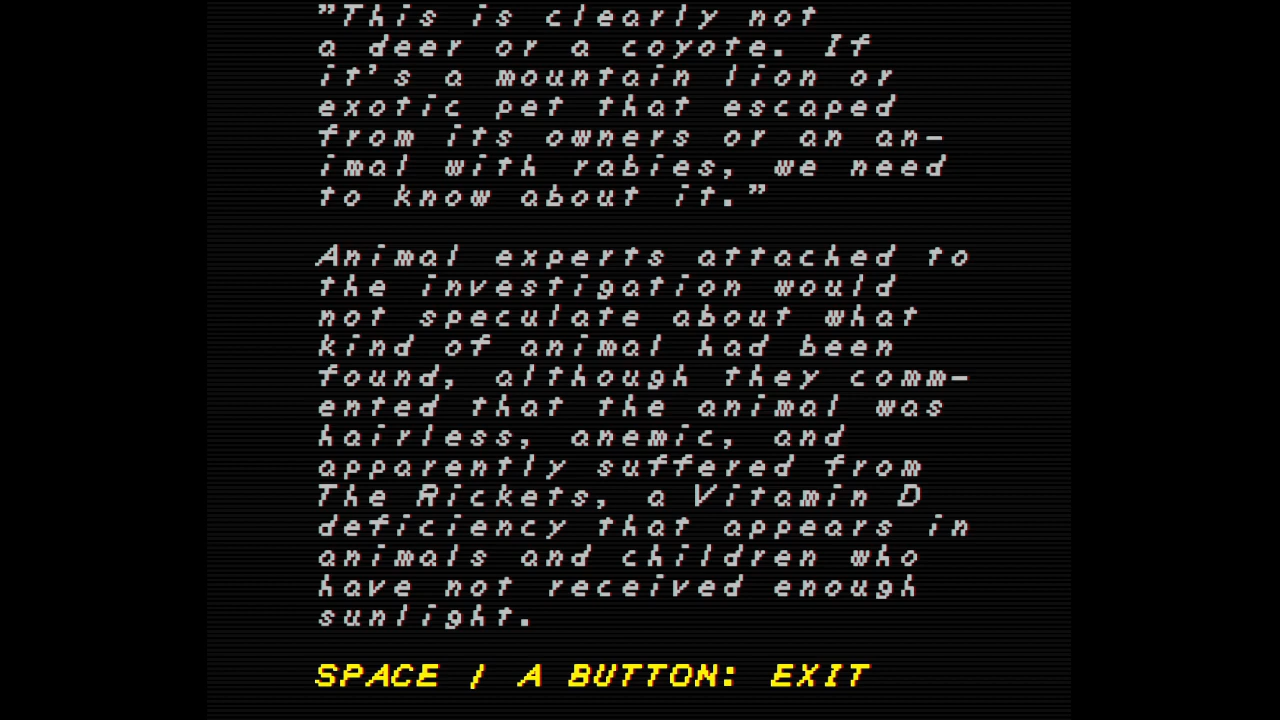 "This is clearly not
a deer or a coyote. If
it's a mountain lion or
exotic pet that escaped
from its owners or an an-
imal with rabies, we need
to know about it."
Animal experts attached to
the investigation would
not speculate about what
kind of animal had been
found, although they comm-
ented that the animal was
hairless, anemic, and
apparently suffered from
The Rickets, a Vitamin D
deficiency that appears in
animals and children who
have not received enough
sunlight.
SPACE / A BUTTON: EXIT